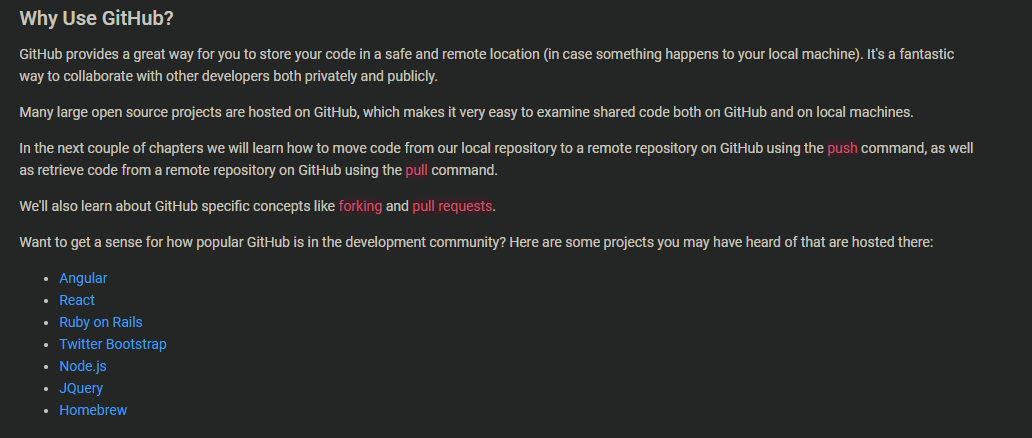 Why Use GitHub?
GitHub provides a great way for you to store your code in a safe and remote location (in case something happens to your local machine). It's a fantastic
way to collaborate with other developers both privately and publicly.
Many large open source projects are hosted on GitHub, which makes it very easy to examine shared code both on GitHub and on local machines.
In the next couple of chapters we will learn how to move code from our local repository to a remote repository on GitHub using the push command, as well
as retrieve code from a remote repository on GitHub using the pull command.
We'll also learn about GitHub specific concepts like forking and pull requests.
Want to get a sense for how popular GitHub is in the development community? Here are some projects you may have heard of that are hosted there:
• Angular
• React
• Ruby on Rails
• Twitter Bootstrap
• Node.js
• JQuery
• Homebrew